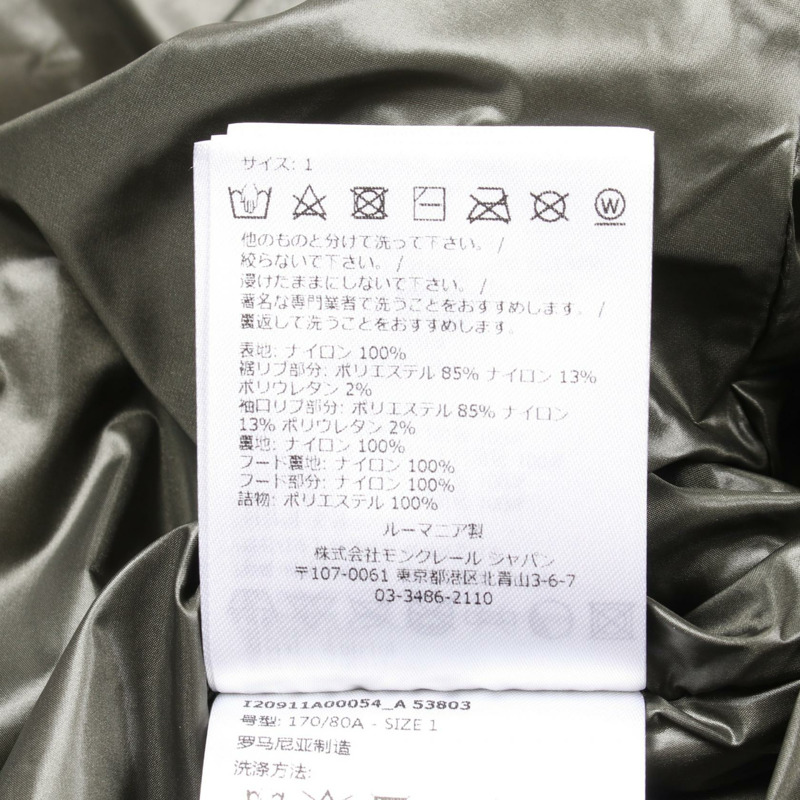 サイズ: 1
W
他のものと分けて洗って下さい。 /
絞らないで下さい。 /
浸けたままにしないで下さい。 /
著名な専門業者で洗うことをおすすめします。 /
裏返しで洗うことをおすすめします。
表地: ナイロン 100%
裾リブ部分: ポリエステル 85% ナイロン 13%
ポリウレタン 2%
袖口リブ部分: ポリエステル 85% ナイロン
13% ポリウレタン 2%
裏地: ナイロン 100%
フード裏地: ナイロン 100%
フード部分: ナイロン 100%
詰物: ポリエステル 100%
ルーマニア製
株式会社モンクレール ジャパン
〒107-0061 東京都港区北青山3-6-7
03-3486-2110
I20911A00054_A 53803
号型: 170/80A - SIZE 1
罗马尼亚制造
洗涤方法: